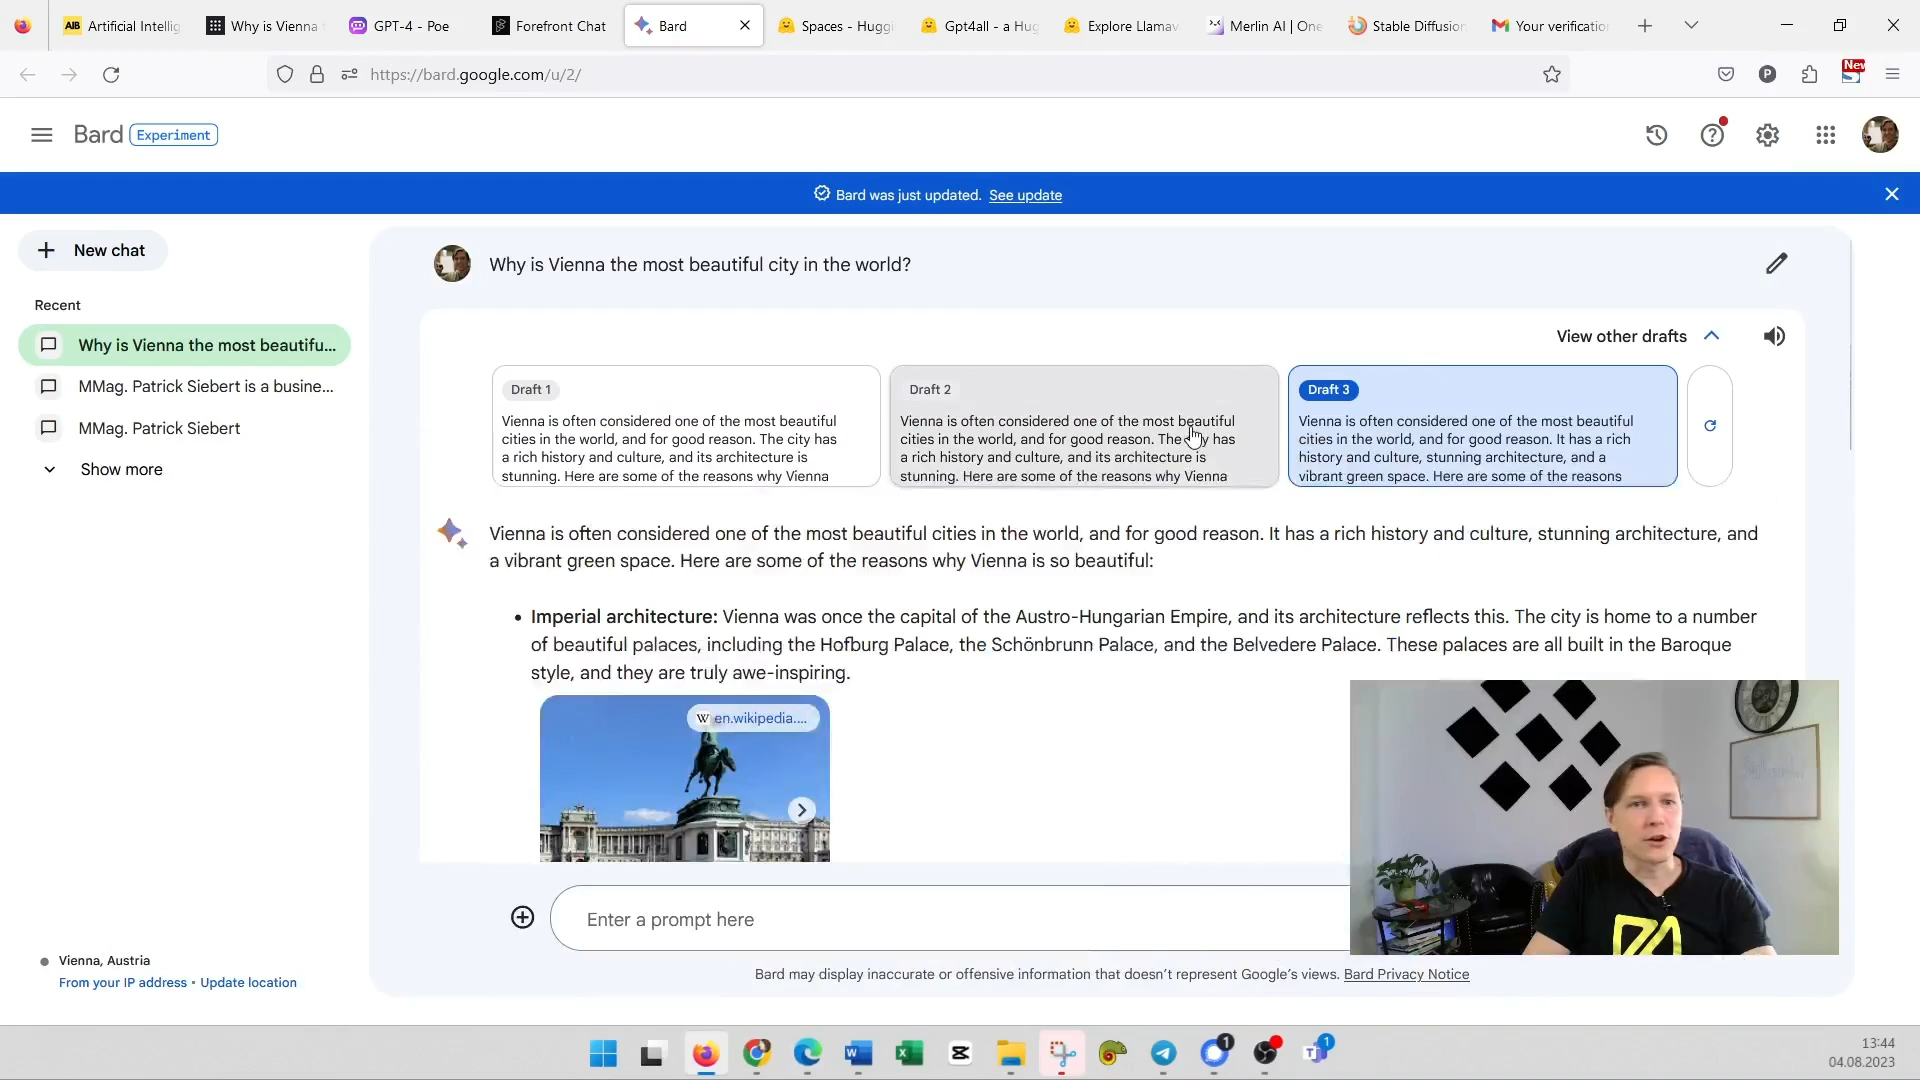 Artificial Intellig
Why is Vienna t
GPT-4 - Poe
Forefront Chat
Bard
Spaces - Huggi
Gpt4all - a Hug
Explore Llamav
Merlin AI | One
Stable Diffusion
Your verificatio
https://bard.google.com/u/2/
P
New
Bard Experiment
Bard was just updated. See update
New chat
Recent
Why is Vienna the most beautifu...
MMag. Patrick Siebert is a busine...
MMag. Patrick Siebert
Show more
Why is Vienna the most beautiful city in the world?
View other drafts
Draft 1
Vienna is often considered one of the most beautiful
cities in the world, and for good reason. The city has
a rich history and culture, and its architecture is
stunning. Here are some of the reasons why Vienna
Draft 2
Vienna is often considered one of the most beautiful
cities in the world, and for good reason. The city has
a rich history and culture, and its architecture is
stunning. Here are some of the reasons why Vienna
Draft 3
Vienna is often considered one of the most beautiful
cities in the world, and for good reason. It has a rich
history and culture, stunning architecture, and a
vibrant green space. Here are some of the reasons
Vienna is often considered one of the most beautiful cities in the world, and for good reason. It has a rich history and culture, stunning architecture, and
a vibrant green space. Here are some of the reasons why Vienna is so beautiful:
• Imperial architecture: Vienna was once the capital of the Austro-Hungarian Empire, and its architecture reflects this. The city is home to a number
of beautiful palaces, including the Hofburg Palace, the Schönbrunn Palace, and the Belvedere Palace. These palaces are all built in the Baroque
style, and they are truly awe-inspiring.
W en.wikipedia....
Enter a prompt here
Bard may display inaccurate or offensive information that doesn't represent Google's views. Bard Privacy Notice
Vienna, Austria
From your IP address • Update location
1
1
13:44
04.08.2023